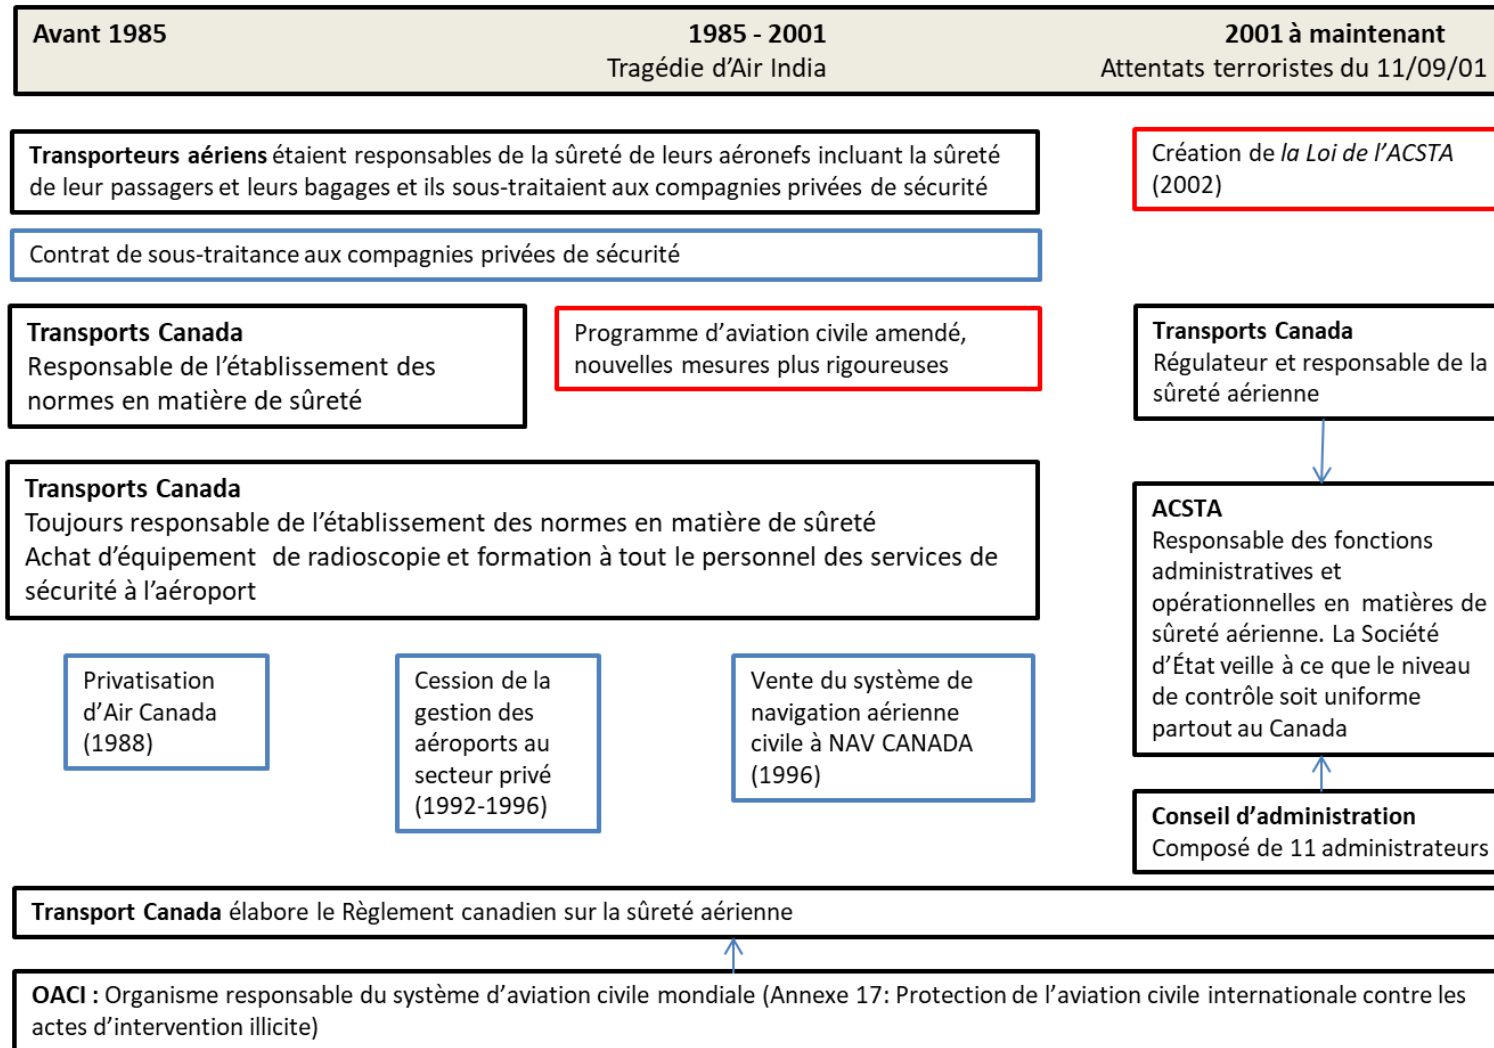 Avant 1985
1985 - 2001
Tragédie d'Air India
2001 à maintenant
Attentats terroristes du 11/09/01
Transporteurs aériens étaient responsables de la sûreté de leurs aéronefs incluant la sûreté
de leur passagers et leurs bagages et ils sous-traitaient aux compagnies privées de sécurité
Création de la Loi de l'ACSTA
(2002)
Contrat de sous-traitance aux compagnies privées de sécurité
Transports Canada
Responsable de l'établissement des
normes en matière de sûreté
Programme d'aviation civile amendé,
nouvelles mesures plus rigoureuses
Transports Canada
Régulateur et responsable de la
sûreté aérienne
Transports Canada
Toujours responsable de l'établissement des normes en matière de sûreté
Achat d'équipement de radioscopie et formation à tout le personnel des services de
sécurité à l'aéroport
ACSTA
Responsable des fonctions
administratives et
opérationnelles en matières de
sûreté aérienne. La Société
d'État veille à ce que le niveau
de contrôle soit uniforme
partout au Canada
Privatisation
d'Air Canada
(1988)
Cession de la
gestion des
aéroports au
secteur privé
(1992-1996)
Vente du système de
navigation aérienne
civile à NAV CANADA
(1996)
Conseil d'administration
Composé de 11 administrateurs
Transport Canada élabore le Règlement canadien sur la sûreté aérienne
OACI : Organisme responsable du système d'aviation civile mondiale (Annexe 17: Protection de l'aviation civile internationale contre les
actes d'intervention illicite)